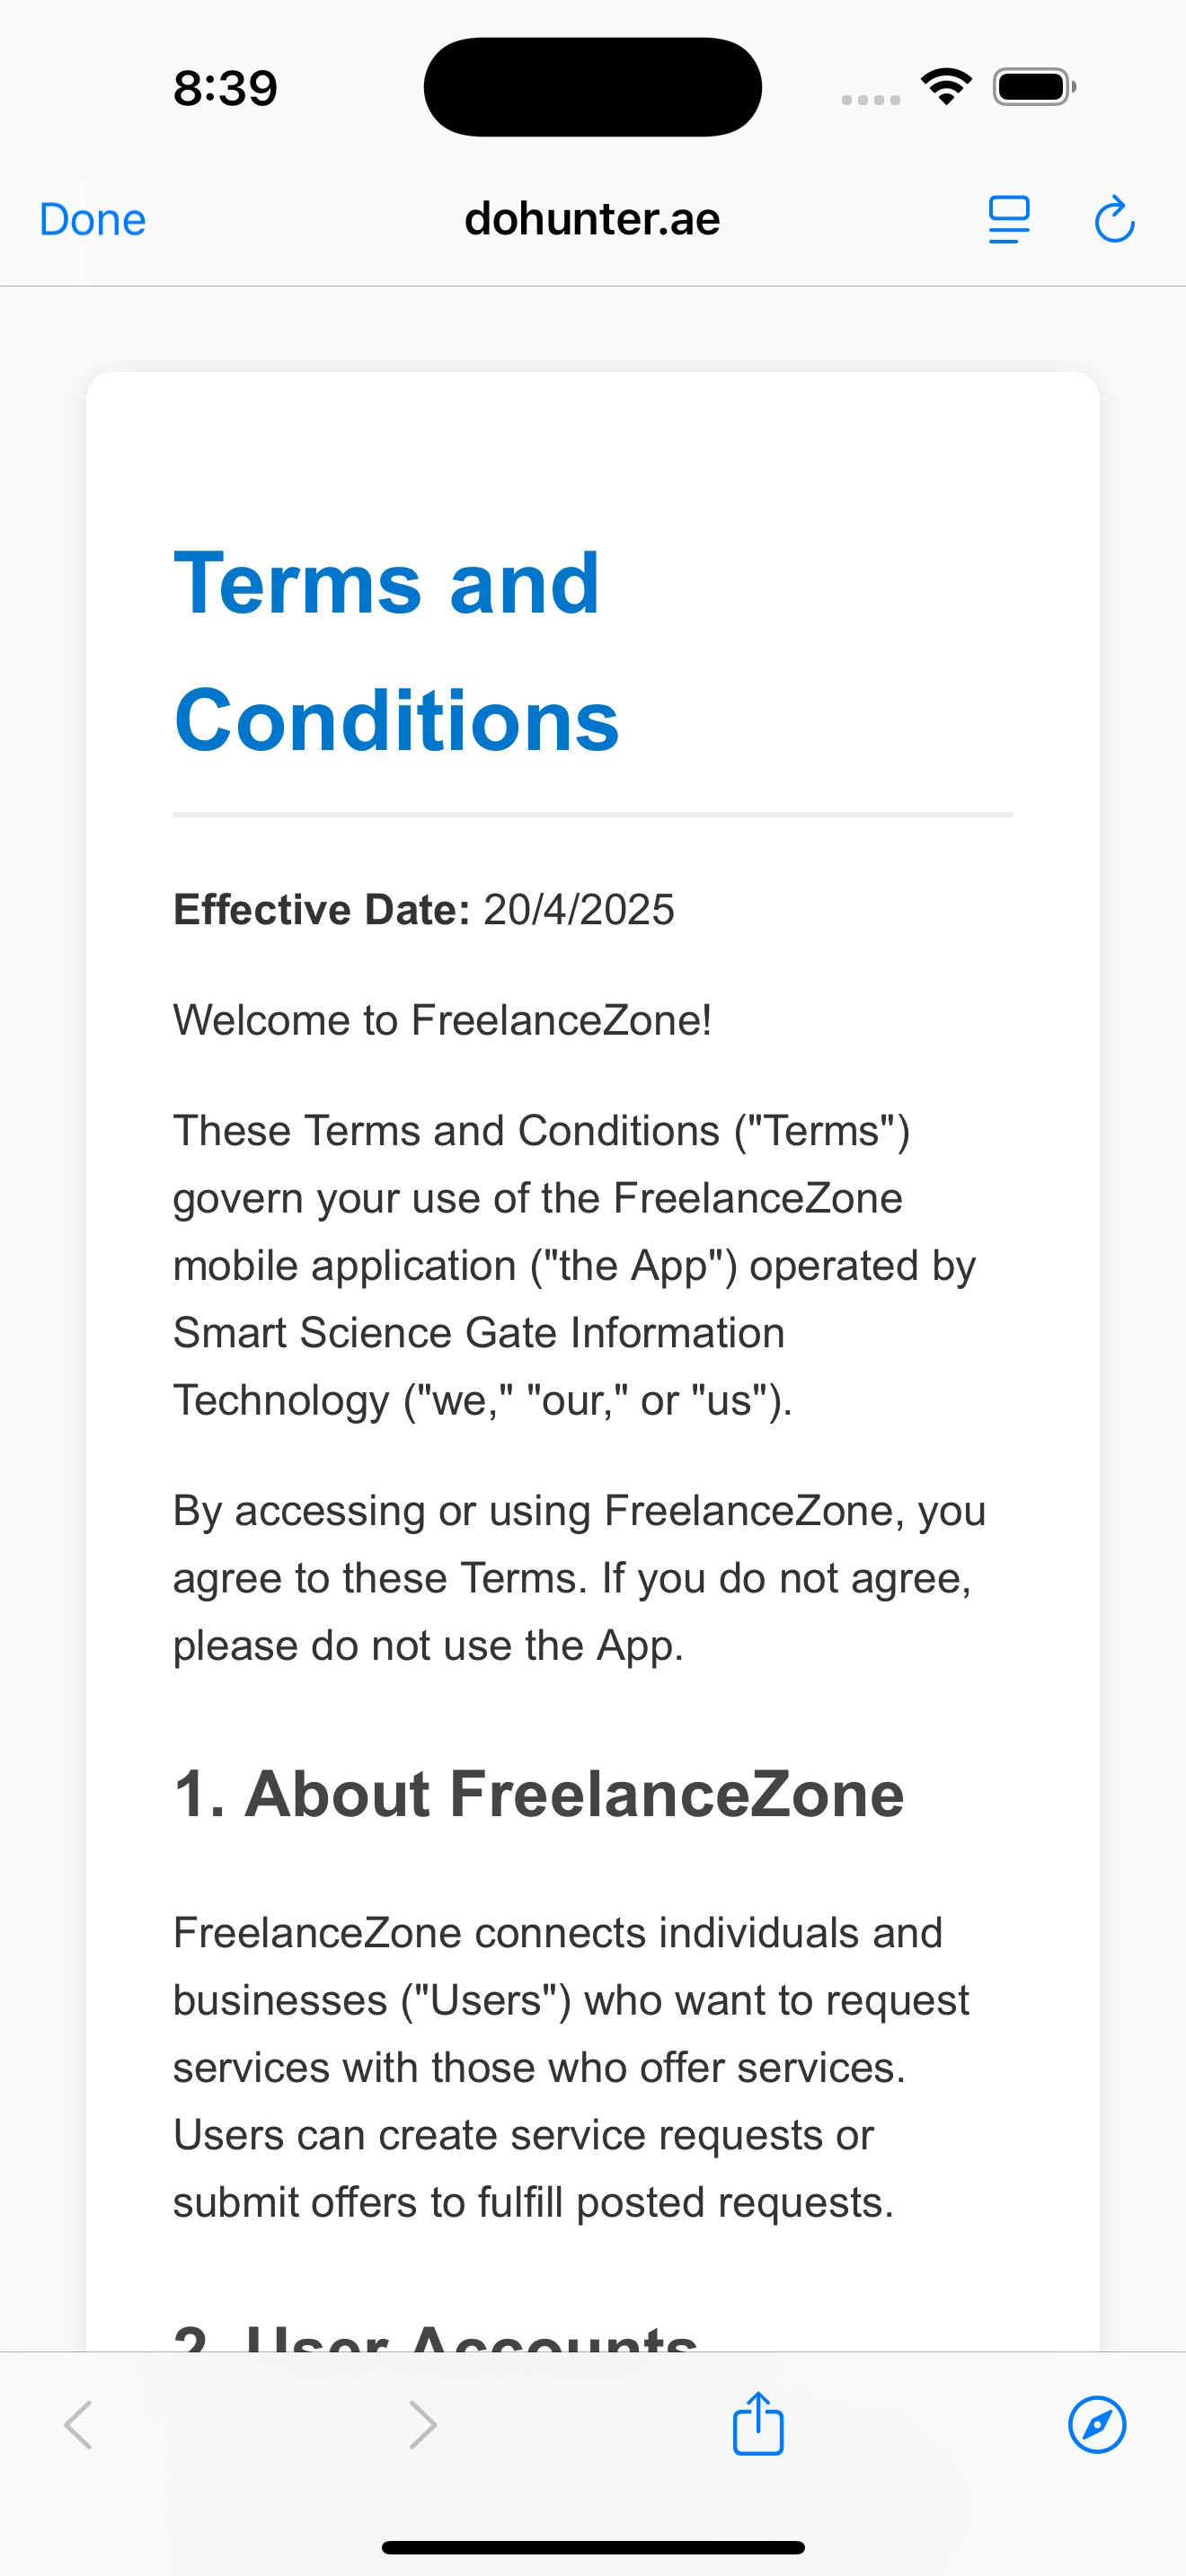 8:39
Done
dohunter.ae
Terms and
Conditions
Effective Date: 20/4/2025
Welcome to FreelanceZone!
These Terms and Conditions ("Terms")
govern your use of the FreelanceZone
mobile application ("the App") operated by
Smart Science Gate Information
Technology ("we," "our," or "us").
By accessing or using FreelanceZone, you
agree to these Terms. If you do not agree,
please do not use the App.
1. About FreelanceZone
FreelanceZone connects individuals and
businesses ("Users") who want to request
services with those who offer services.
Users can create service requests or
submit offers to fulfill posted requests.
2. User Accounts